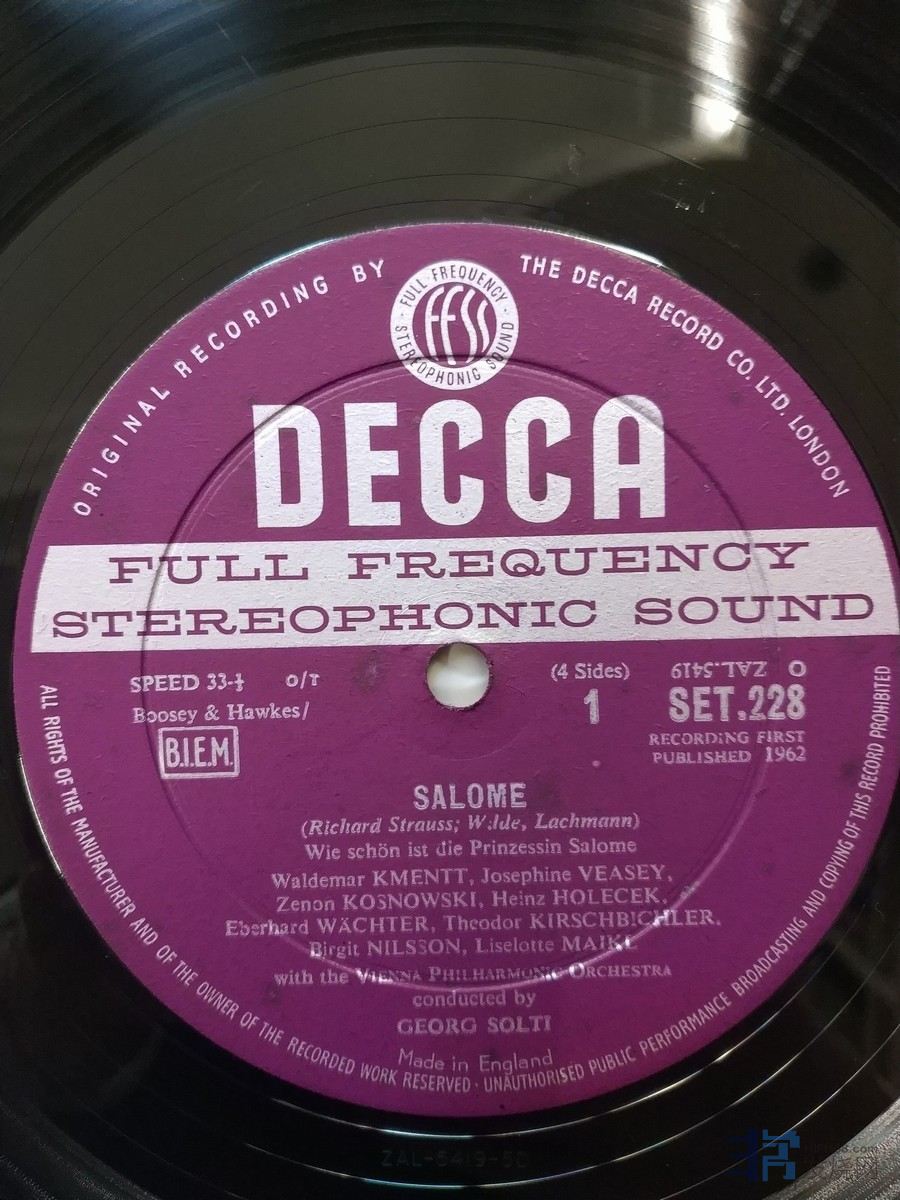 ORIGINAL RECORDING BY
THE DECCA RECORD CO. LTD. LONDON
FULL FREQUENCY
FFSS
STEREOPHONIC SOUND
DECCA
FULL FREQUENCY
STEREOPHONIC SOUND
SPEED 33-⅓ O/T
Boosey & Hawkes/
B.I.E.M.
(4 Sides)
1
ZAL.5419 O
SET.228
RECORDING FIRST
PUBLISHED 1962
SALOME
(Richard Strauss; Wilde, Lachmann)
Wie schön ist die Prinzessin Salome
Waldemar KMENTT, Josephine VEASEY,
Zenon KOSNOWSKI, Heinz HOLECEK,
Eberhard WÄCHTER, Theodor KIRSCHBICHLER,
Birgit NILSSON, Liselotte MAIKL
with the VIENNA PHILHARMONIC ORCHESTRA
conducted by
GEORG SOLTI
Made in England
ALL RIGHTS OF THE MANUFACTURER AND OF THE OWNER OF THE RECORDED WORK RESERVED · UNAUTHORISED PUBLIC PERFORMANCE BROADCASTING AND COPYING OF THIS RECORD PROHIBITED